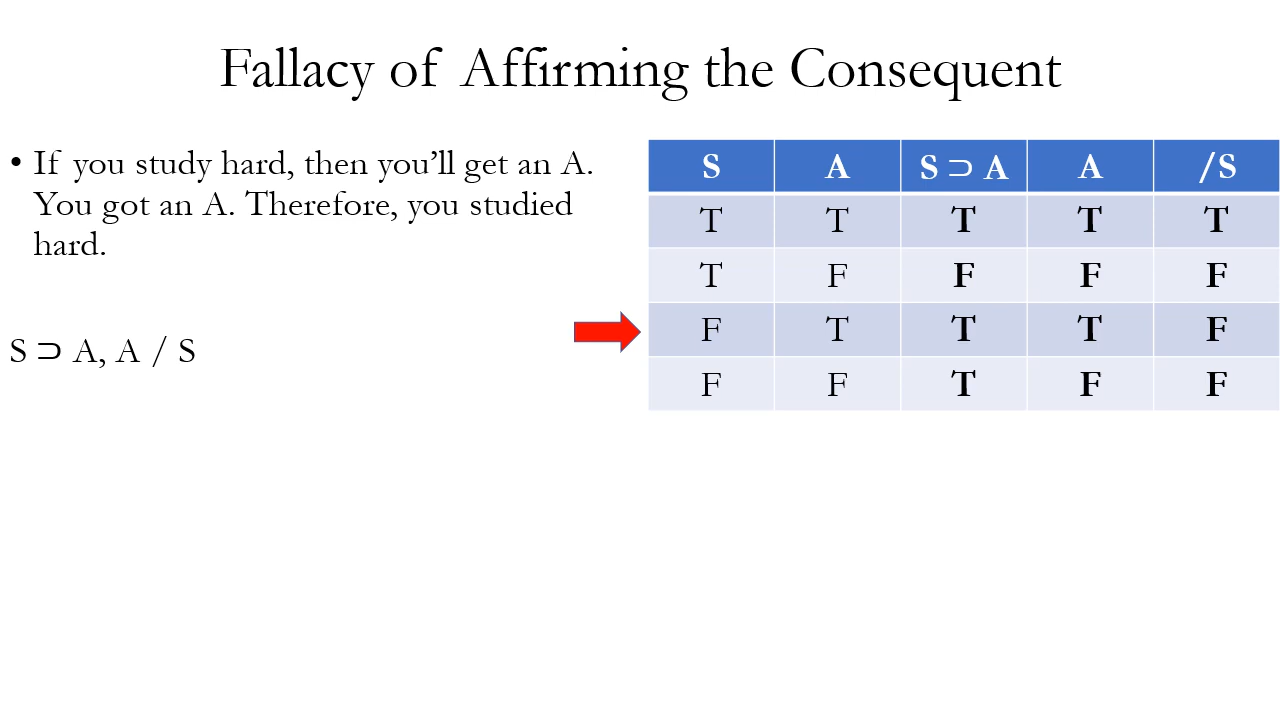 Fallacy of Affirming the Consequent
• If you study hard, then you’ll get an A.
You got an A. Therefore, you studied
hard.
S ⊃ A, A / S
S A S ⊃ A A /S
T T T T T
T F F F F
F T T T F
F F T F F